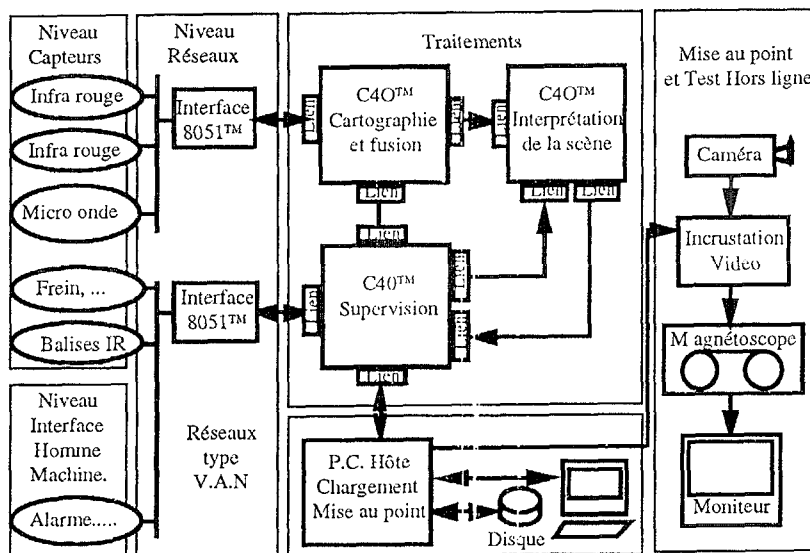 Niveau
Capteurs
Infra rouge
Infra rouge
Micro onde
Frein, ...
Balises IR
Niveau
Interface
Homme
Machine.
Alarme.....
Niveau
Réseaux
Interface
8051™
Interface
8051™
Réseaux
type
V.A.N
Traitements
C4O™
Cartographie
et fusion
Lien
Lien
Lien
C4O™
Interprétation
de la scène
Lien
Lien
Lien
C40™
Supervision
Lien
Lien
Lien
Lien
Lien
P.C. Hôte
Chargement
Mise au point
Disque
Mise au point
et Test Hors ligne
Caméra
Incrustation
Video
Magnétoscope
Moniteur